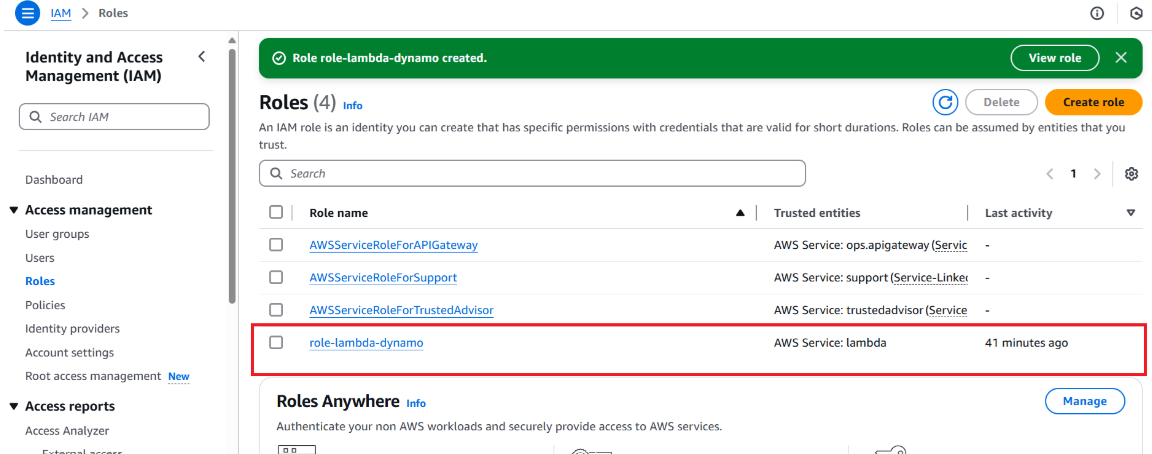 IAM > Roles
Identity and Access
Management (IAM)
Search IAM
Dashboard
Access management
User groups
Users
Roles
Policies
Identity providers
Account settings
Root access management New
Access reports
Access Analyzer
External access
Role role-lambda-dynamo created.
View role
Roles (4) Info
Delete
Create role
An IAM role is an identity you can create that has specific permissions with credentials that are valid for short durations. Roles can be assumed by entities that you
trust.
Search
1
Role name Trusted entities Last activity
AWSServiceRoleForAPIGateway AWS Service: ops.apigateway (Servic -
AWSServiceRoleForSupport AWS Service: support (Service-Linked -
AWSServiceRoleForTrustedAdvisor AWS Service: trustedadvisor (Service -
role-lambda-dynamo AWS Service: lambda 41 minutes ago
Roles Anywhere Info
Manage
Authenticate your non AWS workloads and securely provide access to AWS services.